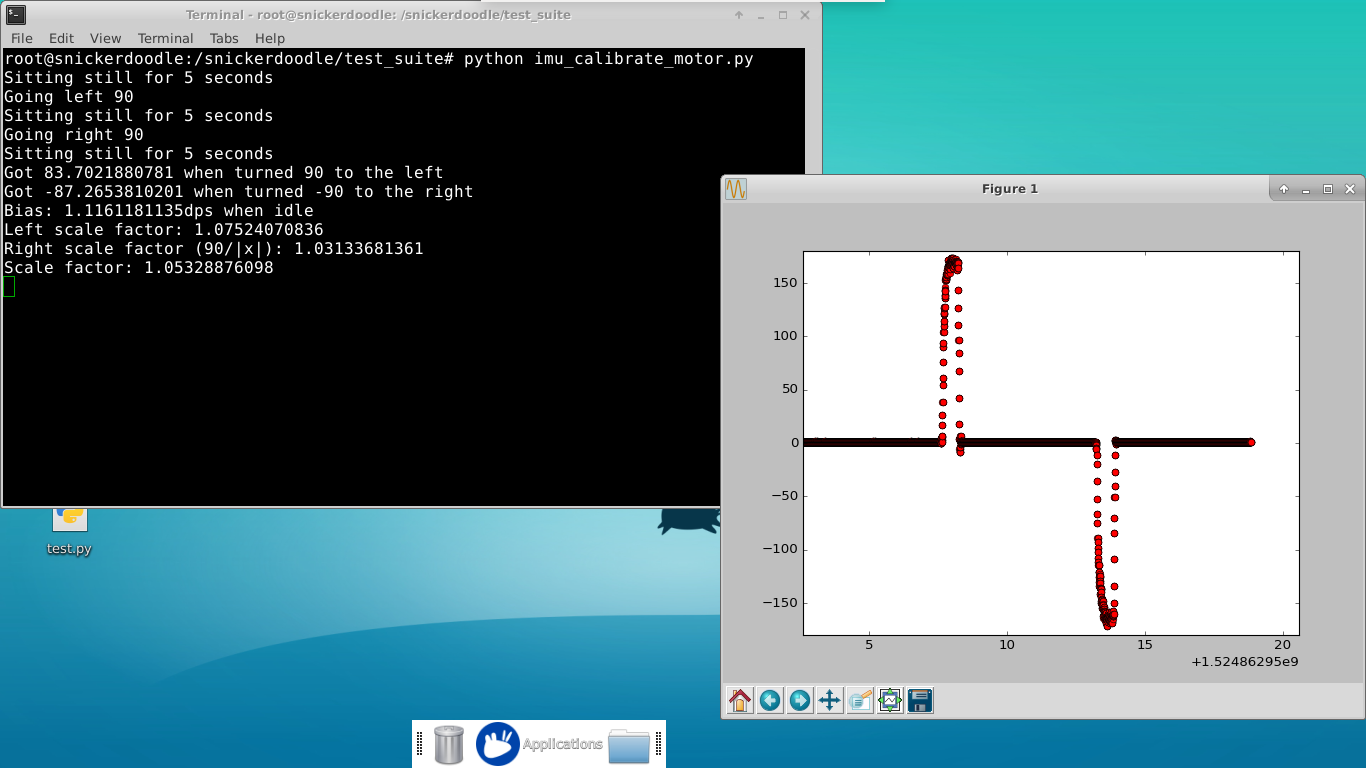 Terminal - root@snickerdoodle: /snickerdoodle/test_suite
File Edit View Terminal Tabs Help
root@snickerdoodle:/snickerdoodle/test_suite# python imu_calibrate_motor.py
Sitting still for 5 seconds
Going left 90
Sitting still for 5 seconds
Going right 90
Sitting still for 5 seconds
Got 83.7021880781 when turned 90 to the left
Got -87.2653810201 when turned -90 to the right
Bias: 1.1161181135dps when idle
Left scale factor: 1.07524070836
Right scale factor (90/|x|): 1.03133681361
Scale factor: 1.05328876098
test.py
Figure 1
150
100
50
0
−50
−100
−150
5 10 15 20
+1.52486295e9
Applications